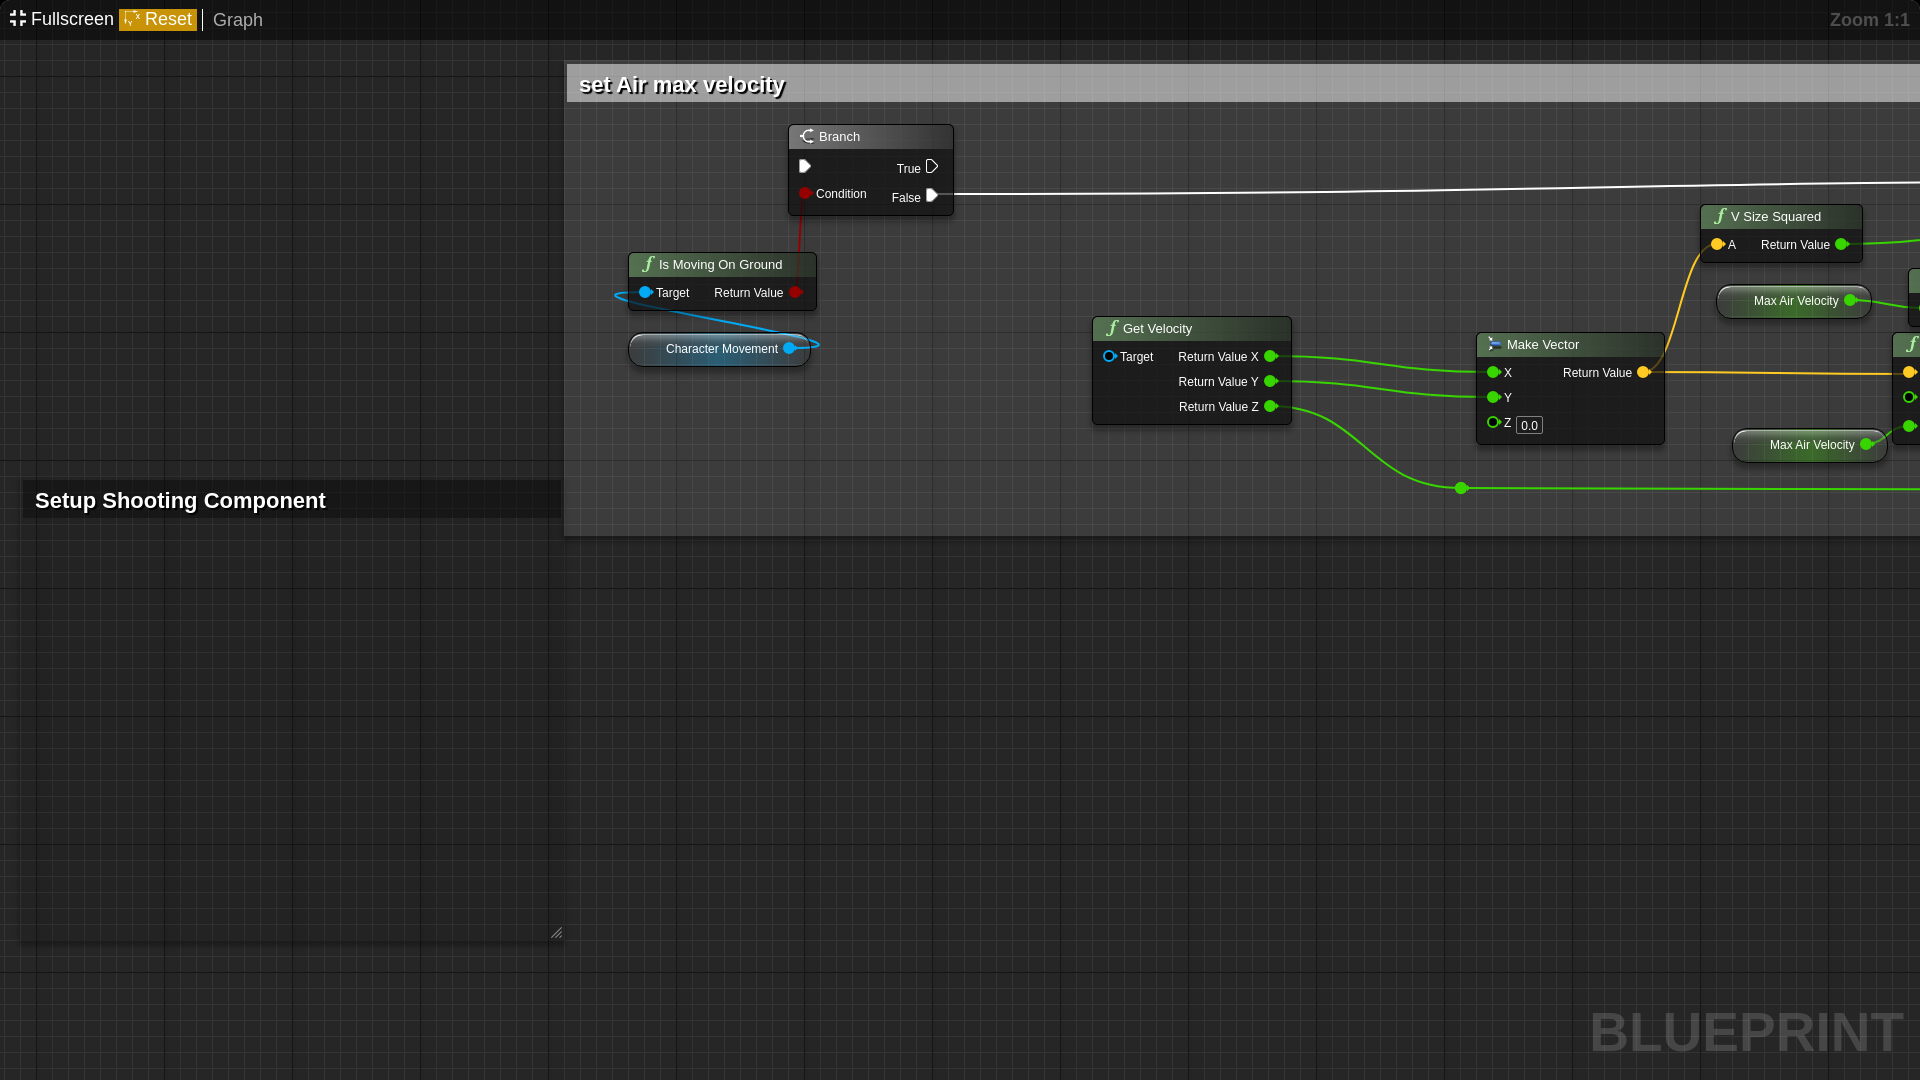 Fullscreen Reset Graph
Zoom 1:1
set Air max velocity
Branch
True
Condition
False
V Size Squared
A Return Value
Is Moving On Ground
Target Return Value
Max Air Velocity
Get Velocity
Target Return Value X
Return Value Y
Return Value Z
Character Movement
Make Vector
X Return Value
Y
Z 0.0
Max Air Velocity
Setup Shooting Component
BLUEPRINT